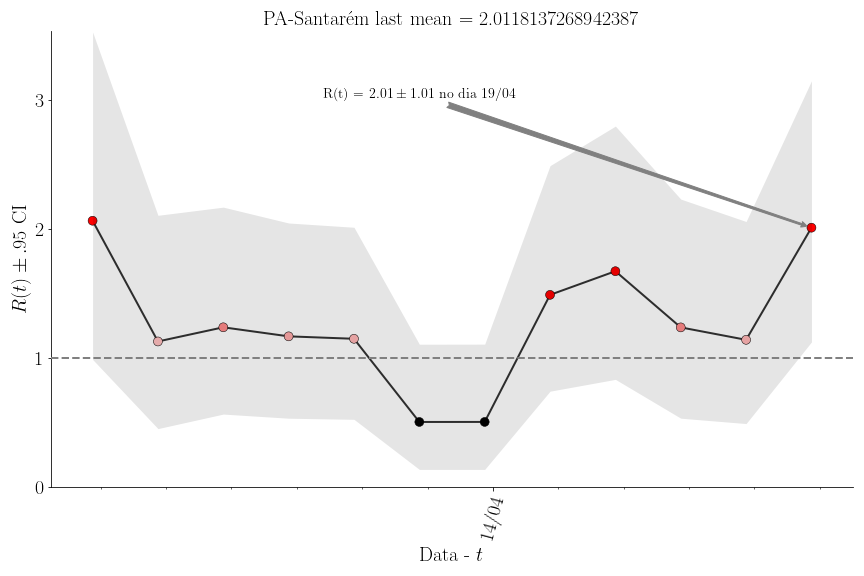 PA-Santarém last mean = 2.0118137268942387
R(t) = 2.01 ± 1.01 no dia 19/04
3
2
1
0
R(t) ± .95 CI
14/04
Data - t